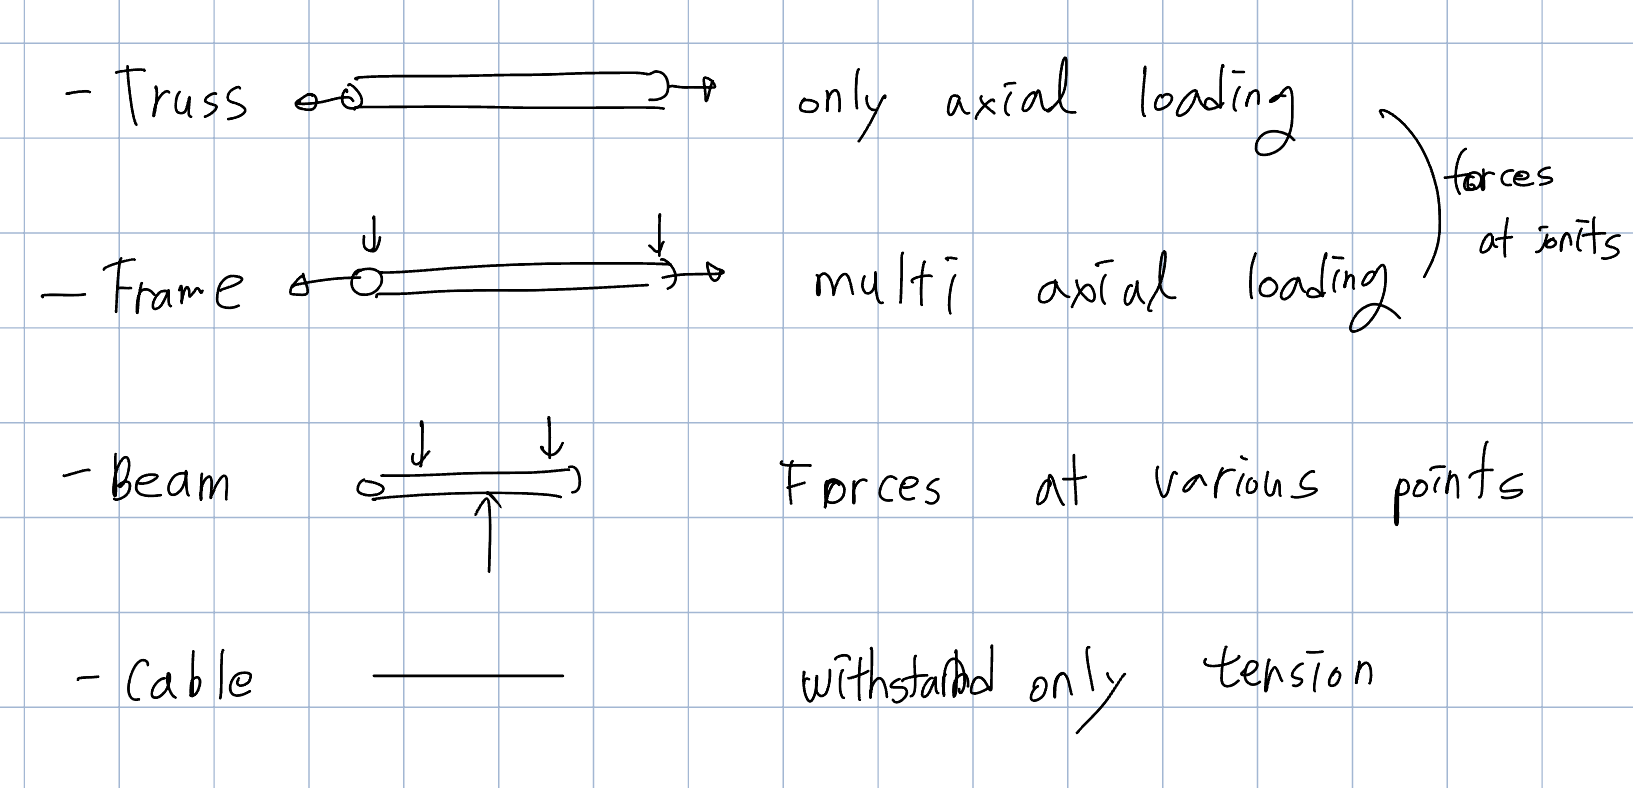 - Truss only axial loading
forces
at jonits
- Frame multi axial loading
- Beam Forces at various points
- Cable withstand only tension